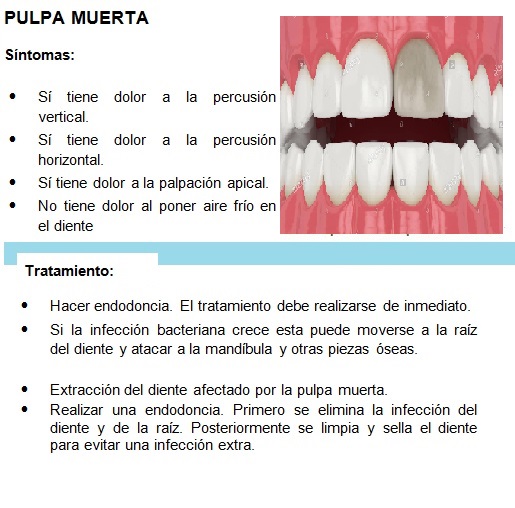 PULPA MUERTA
Síntomas:
• Sí tiene dolor a la percusión
vertical.
• Sí tiene dolor a la percusión
horizontal.
• Sí tiene dolor a la palpación apical.
• No tiene dolor al poner aire frío en
el diente
Tratamiento:
• Hacer endodoncia. El tratamiento debe realizarse de inmediato.
• Si la infección bacteriana crece esta puede moverse a la raíz
del diente y atacar a la mandíbula y otras piezas óseas.
• Extracción del diente afectado por la pulpa muerta.
• Realizar una endodoncia. Primero se elimina la infección del
diente y de la raíz. Posteriormente se limpia y sella el diente
para evitar una infección extra.